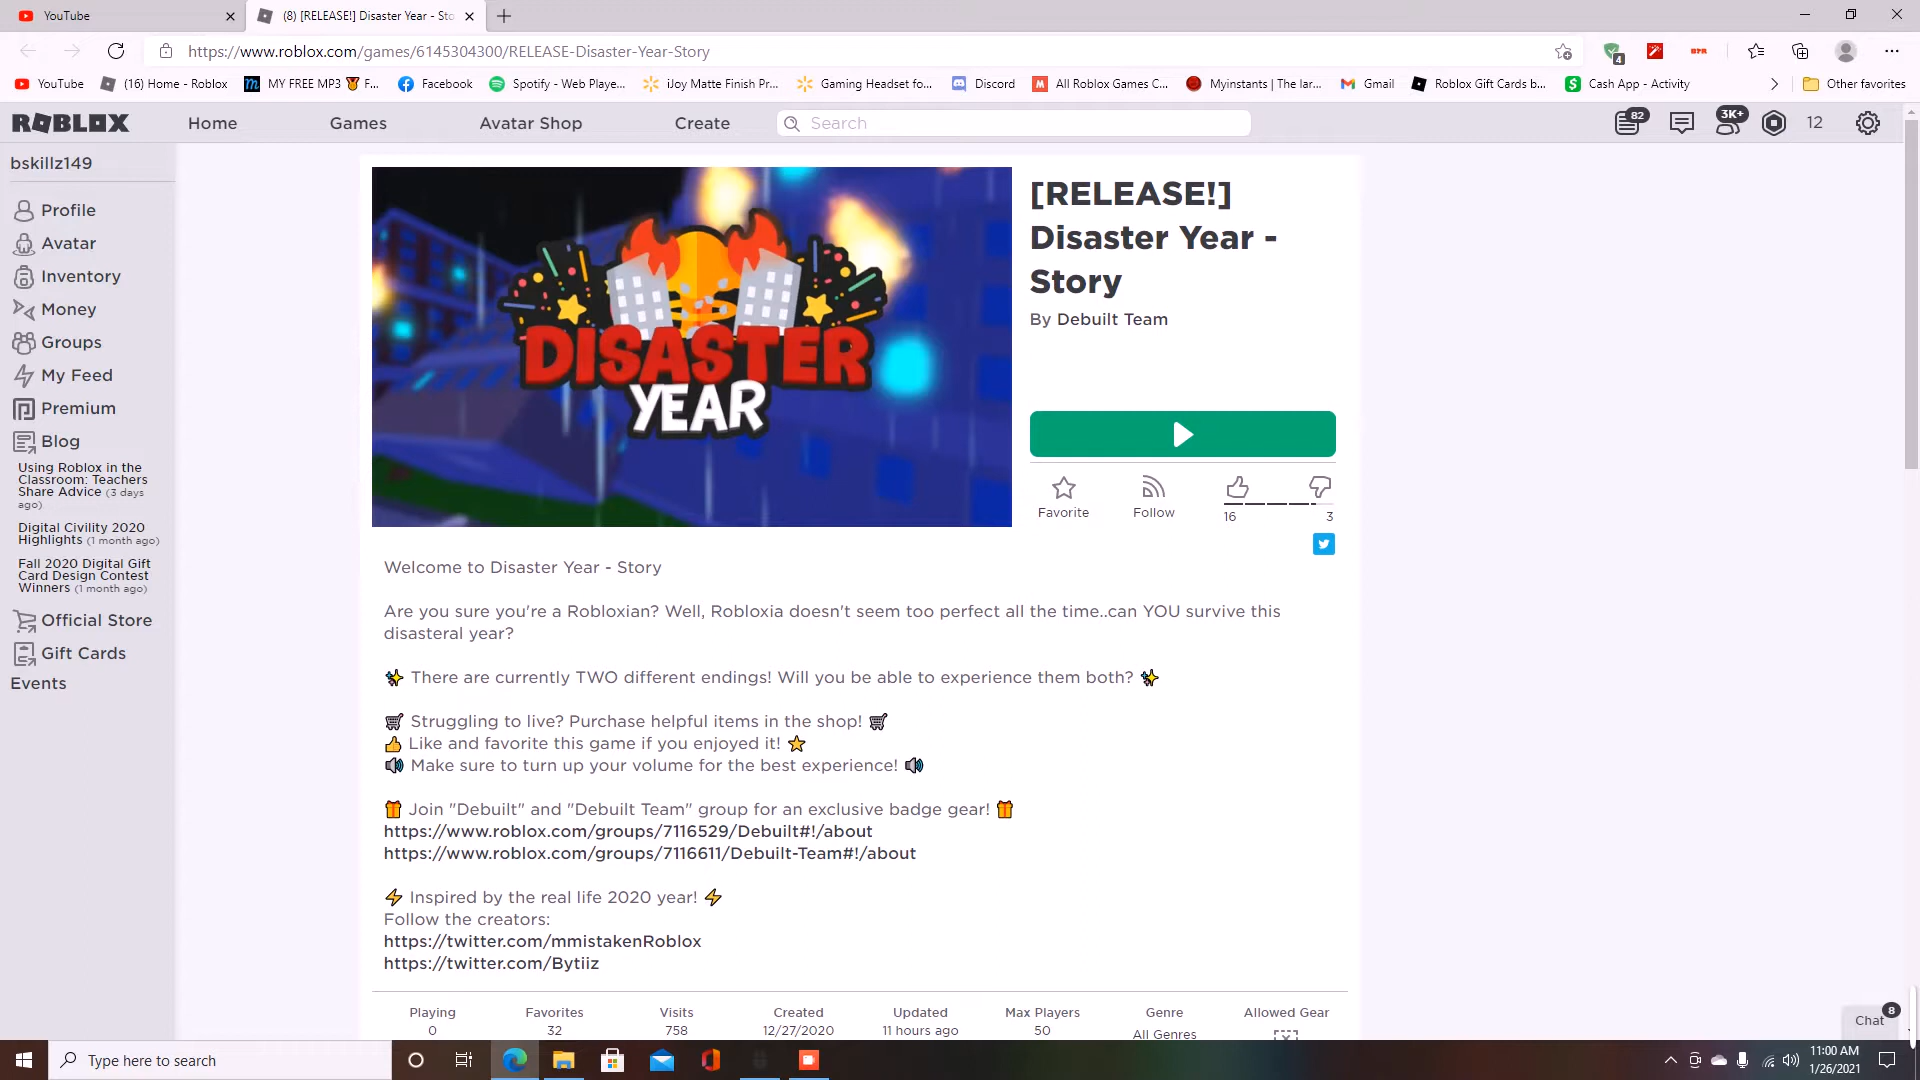 YouTube
(8) [RELEASE!] Disaster Year - Sto
https://www.roblox.com/games/6145304300/RELEASE-Disaster-Year-Story
4
YouTube
(16) Home - Roblox
MY FREE MP3 🏅 F...
Facebook
Spotify - Web Playe...
iJoy Matte Finish Pr...
Gaming Headset fo...
Discord
All Roblox Games C...
Myinstants | The lar...
Gmail
Roblox Gift Cards b...
Cash App - Activity
Other favorites
ROBLOX
Home
Games
Avatar Shop
Create
Search
82
3K+
12
bskillz149
Profile
Avatar
Inventory
Money
Groups
My Feed
Premium
Blog
Using Roblox in the
Classroom: Teachers
Share Advice (3 days
ago)
Digital Civility 2020
Highlights (1 month ago)
Fall 2020 Digital Gift
Card Design Contest
Winners (1 month ago)
Official Store
Gift Cards
Events
DISASTER
YEAR
[RELEASE!]
Disaster Year -
Story
By Debuilt Team
Favorite
Follow
16
3
Welcome to Disaster Year - Story
Are you sure you're a Robloxian? Well, Robloxia doesn't seem too perfect all the time..can YOU survive this
disasteral year?
✨ There are currently TWO different endings! Will you be able to experience them both? ✨
🛒 Struggling to live? Purchase helpful items in the shop! 🛒
👍 Like and favorite this game if you enjoyed it! ⭐
🔊 Make sure to turn up your volume for the best experience! 🔊
🎁 Join "Debuilt" and "Debuilt Team" group for an exclusive badge gear! 🎁
https://www.roblox.com/groups/7116529/Debuilt#!/about
https://www.roblox.com/groups/7116611/Debuilt-Team#!/about
⚡ Inspired by the real life 2020 year! ⚡
Follow the creators:
https://twitter.com/mmistakenRoblox
https://twitter.com/Bytiiz
Playing
0
Favorites
32
Visits
758
Created
12/27/2020
Updated
11 hours ago
Max Players
50
Genre
All Genres
Allowed Gear
Chat
8
Type here to search
11:00 AM
1/26/2021